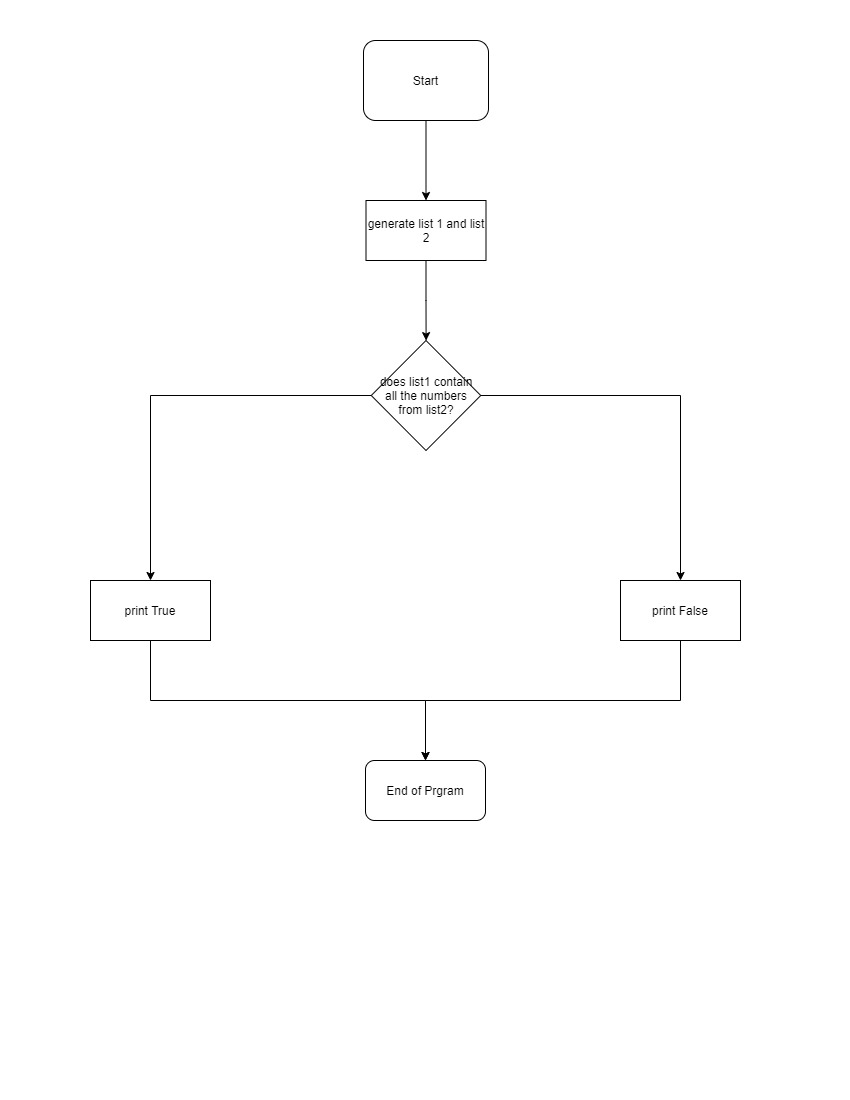 Start
generate list 1 and list
2
does list1 contain
all the numbers
from list2?
print True
print False
End of Prgram